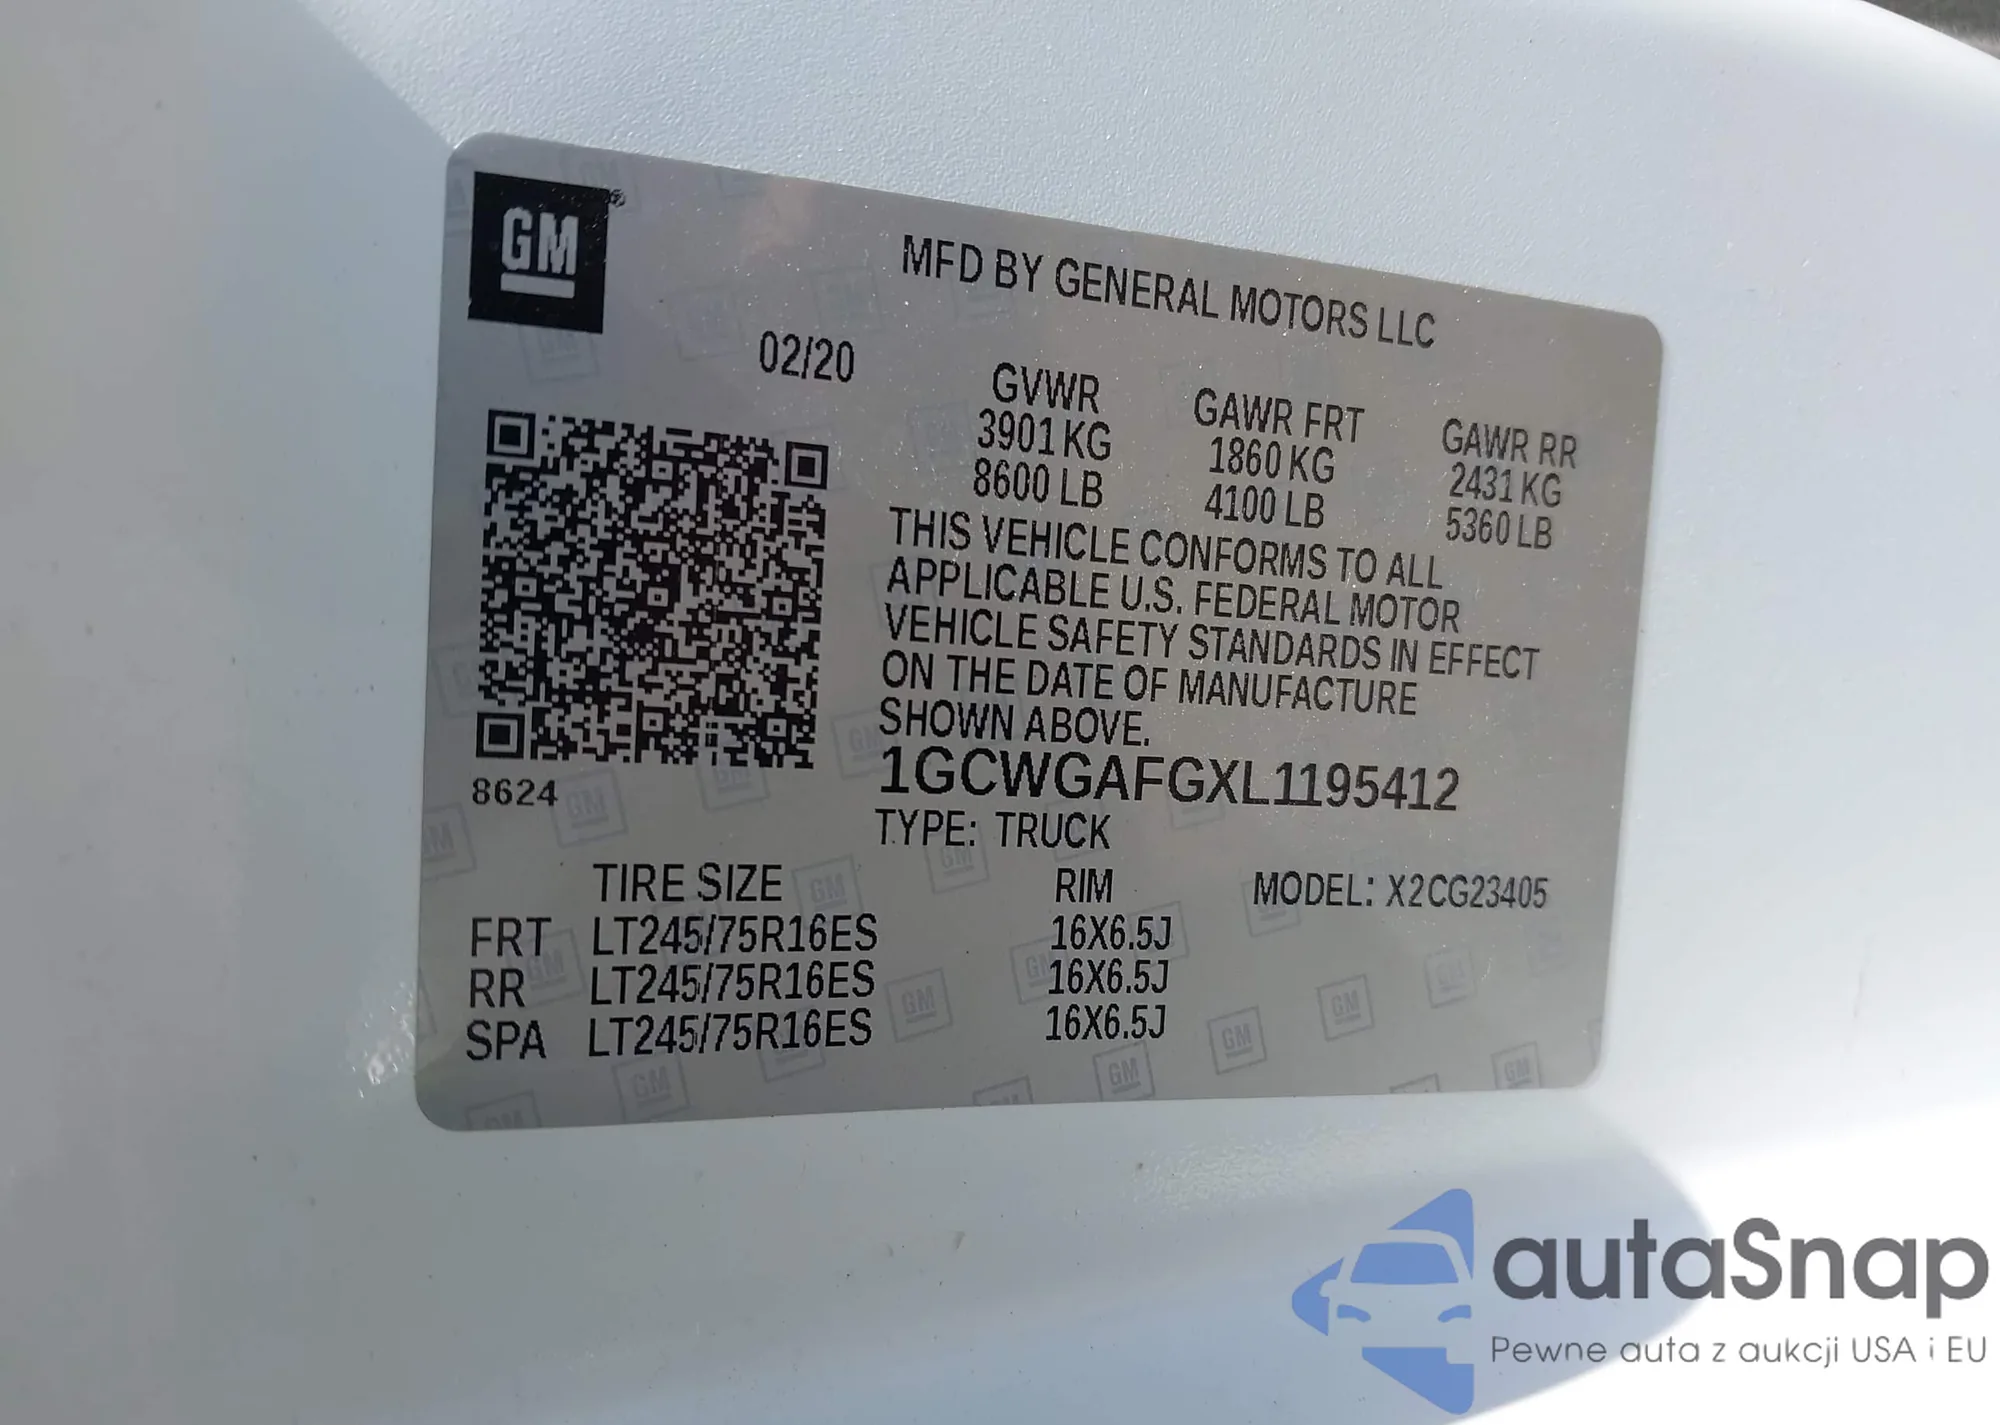 GM
MFD BY GENERAL MOTORS LLC
02/20
GVWR GAWR FRT GAWR RR
3901 KG 1860 KG 2431 KG
8600 LB 4100 LB 5360 LB
THIS VEHICLE CONFORMS TO ALL
APPLICABLE U.S. FEDERAL MOTOR
VEHICLE SAFETY STANDARDS IN EFFECT
ON THE DATE OF MANUFACTURE
SHOWN ABOVE.
1GCWGAFGXL1195412
8624
TYPE: TRUCK
TIRE SIZE RIM MODEL: X2CG23405
FRT LT245/75R16ES 16X6.5J
RR LT245/75R16ES 16X6.5J
SPA LT245/75R16ES 16X6.5J
autaSnap
Pewne auta z aukcji USA i EU